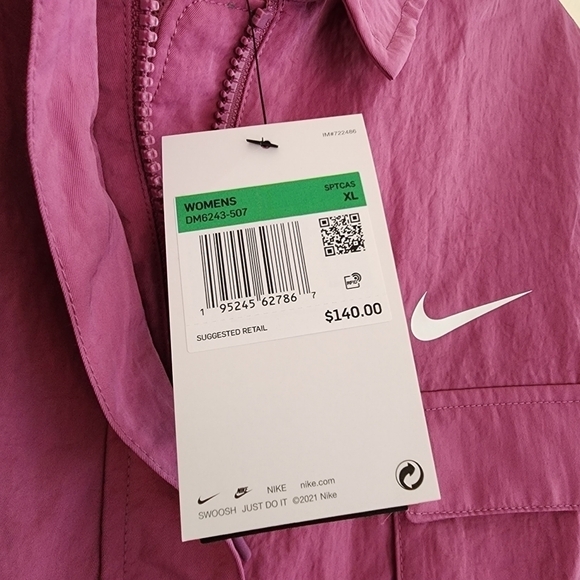 IM#722486
WOMENS SPTCAS
DM6243-507 XL
1 95245 62786 7
RFID
SUGGESTED RETAIL $140.00
NIKE nike.com
SWOOSH JUST DO IT ©2021 Nike